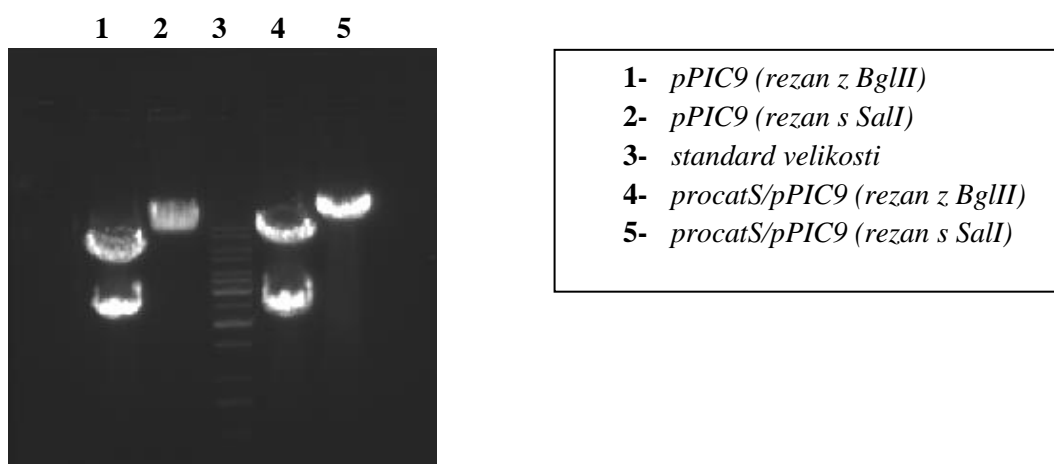 1 2 3 4 5
1- pPIC9 (rezan z BglII)
2- pPIC9 (rezan s SalI)
3- standard velikosti
4- procatS/pPIC9 (rezan z BglII)
5- procatS/pPIC9 (rezan s SalI)